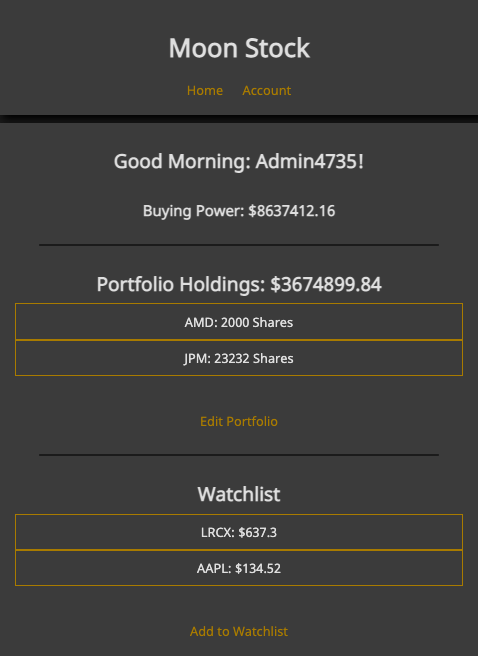 Moon Stock
Home Account
Good Morning: Admin4735!
Buying Power: $8637412.16
Portfolio Holdings: $3674899.84
AMD: 2000 Shares
JPM: 23232 Shares
Edit Portfolio
Watchlist
LRCX: $637.3
AAPL: $134.52
Add to Watchlist